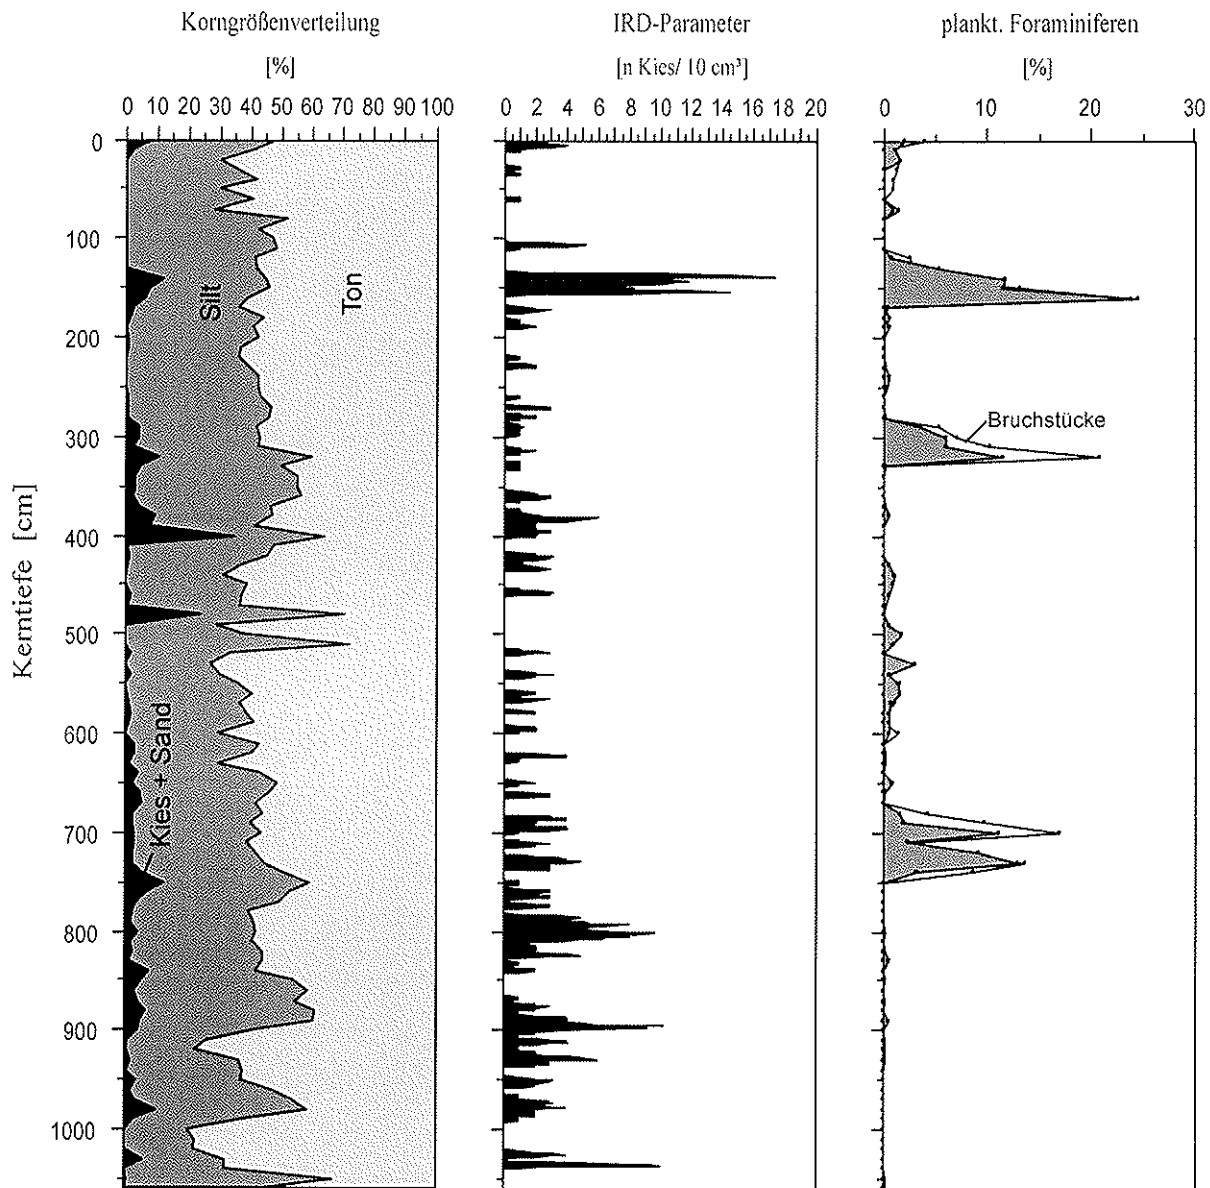 Korngrößenverteilung
IRD-Parameter
plankt. Foraminiferen
[%]
[n Kies/ 10 cm³]
[%]
0 10 20 30 40 50 60 70 80 90 100
0 2 4 6 8 10 12 14 16 18 20
0 10 20 30
0
100
200
300
400
500
600
700
800
900
1000
Kerntiefe [cm]
Silt
Ton
Kies + Sand
Bruchstücke